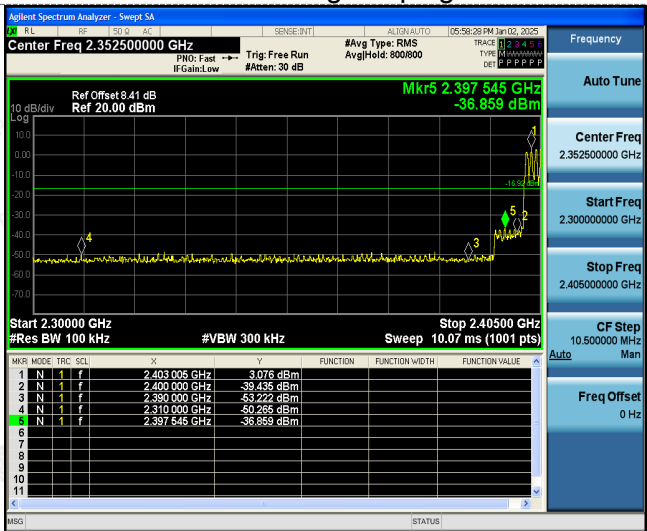 Agilent Spectrum Analyzer - Swept SA
RL RF 50 Ω AC SENSE:INT ALIGN AUTO 05:58:28 PM Jan 02, 2025
Center Freq 2.352500000 GHz
PNO: Fast
IFGain:Low
Trig: Free Run
#Atten: 30 dB
#Avg Type: RMS
Avg|Hold: 800/800
TRACE 1 2 3 4 5 6
TYPE MWWWWW
DET P P P P P P
Ref Offset 8.41 dB
10 dB/div Ref 20.00 dBm
Mkr5 2.397 545 GHz
-36.859 dBm
Log
10.0
0.00
-10.0
-20.0
-30.0
-40.0
-50.0
-60.0
-70.0
1
-16.92 dBm
5
2
3
4
Start 2.30000 GHz Stop 2.40500 GHz
#Res BW 100 kHz #VBW 300 kHz Sweep 10.07 ms (1001 pts)
MKR MODE TRC SCL X Y FUNCTION FUNCTION WIDTH FUNCTION VALUE
1 N 1 f 2.403 005 GHz 3.076 dBm
2 N 1 f 2.400 000 GHz -39.435 dBm
3 N 1 f 2.390 000 GHz -53.222 dBm
4 N 1 f 2.310 000 GHz -50.265 dBm
5 N 1 f 2.397 545 GHz -36.859 dBm
6
7
8
9
10
11
MSG STATUS
Frequency
Auto Tune
Center Freq
2.352500000 GHz
Start Freq
2.300000000 GHz
Stop Freq
2.405000000 GHz
CF Step
10.500000 MHz
Auto Man
Freq Offset
0 Hz